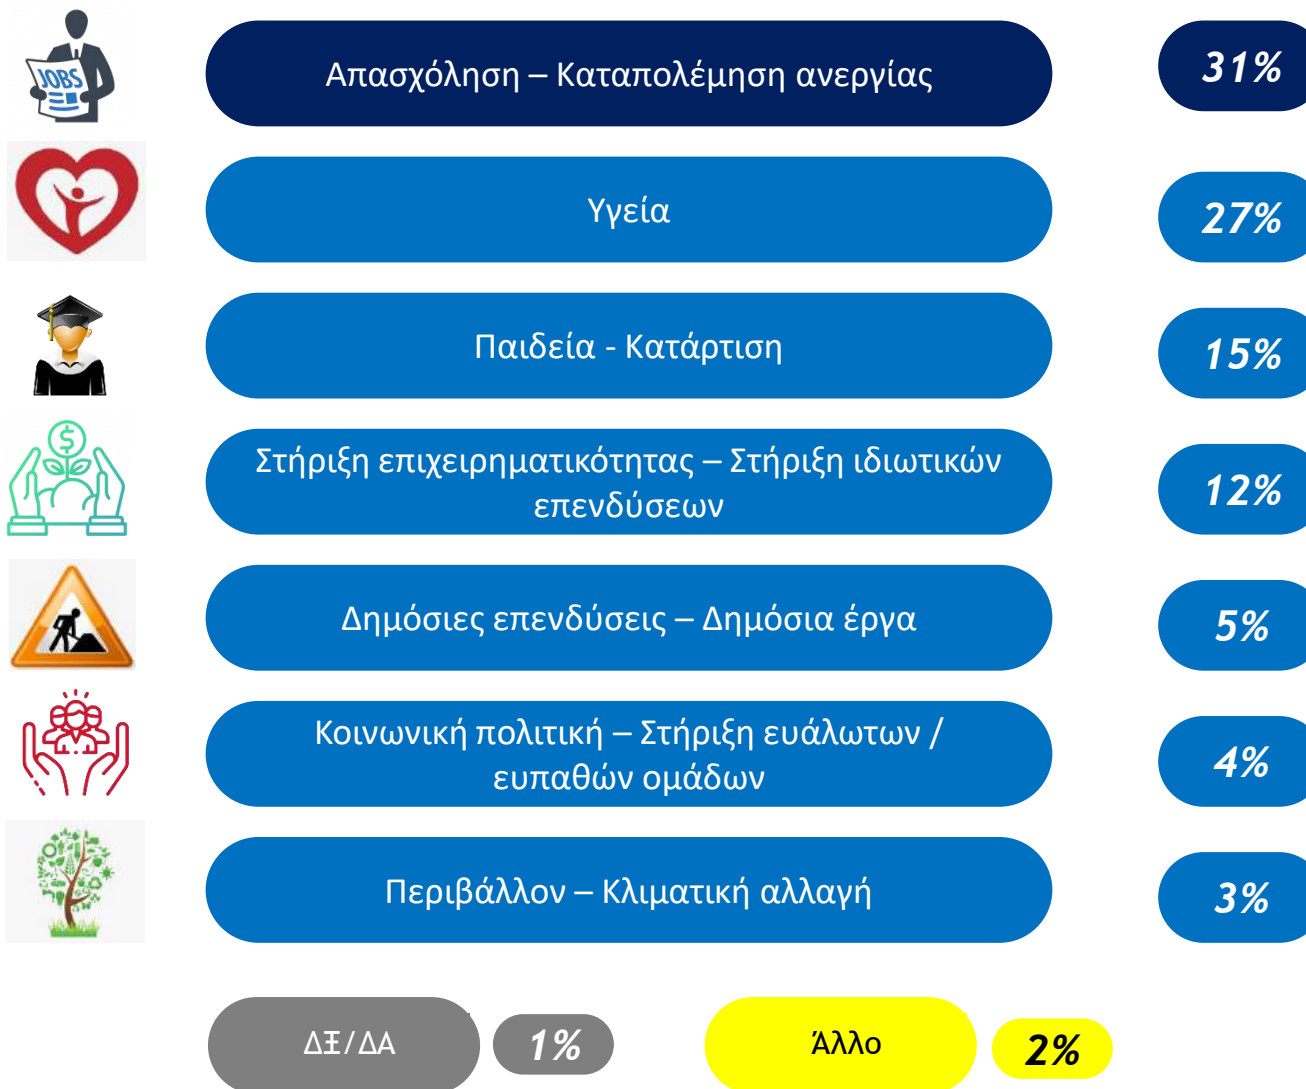 JOBS
Απασχόληση – Καταπολέμηση ανεργίας 31%
Υγεία 27%
Παιδεία - Κατάρτιση 15%
Στήριξη επιχειρηματικότητας – Στήριξη ιδιωτικών
επενδύσεων 12%
Δημόσιες επενδύσεις – Δημόσια έργα 5%
Κοινωνική πολιτική – Στήριξη ευάλωτων /
ευπαθών ομάδων 4%
Περιβάλλον – Κλιματική αλλαγή 3%
ΔΞ/ΔΑ 1% Άλλο 2%